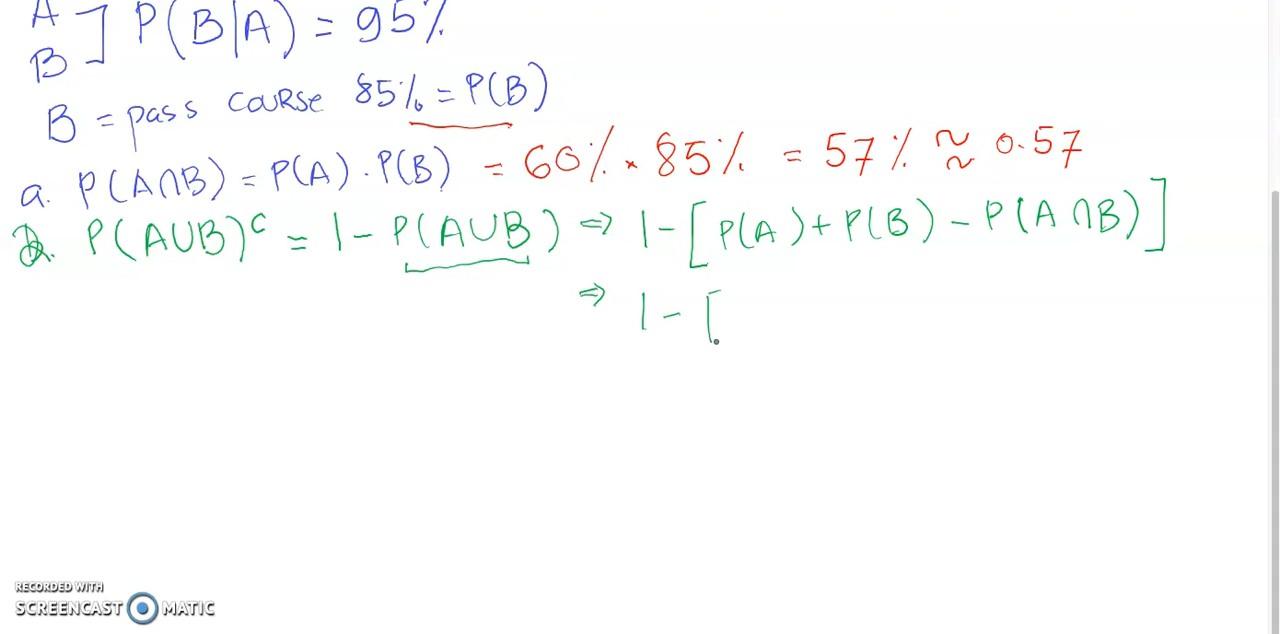 A
B ] P(B|A) = 95%
B = pass course 85% = P(B)
a. P(A∩B) = P(A) . P(B) = 60% × 85% = 57% ≈ 0.57
b. P(A∪B)ᶜ = 1 - P(A∪B) ⇒ 1 - [P(A) + P(B) - P(A∩B)]
⇒ 1 - [
RECORDED WITH
SCREENCAST MATIC